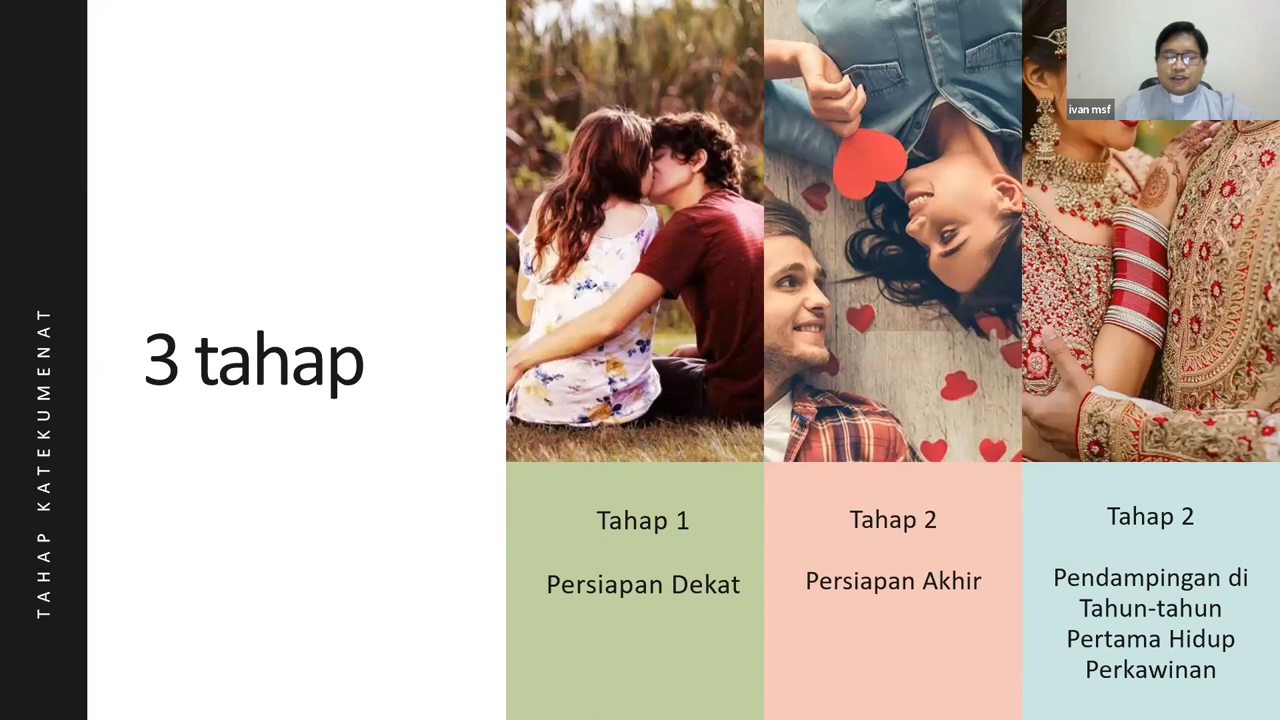 TAHAP KATEKUMENAT
3 tahap
ivan msf
Tahap 1
Persiapan Dekat
Tahap 2
Persiapan Akhir
Tahap 2
Pendampingan di
Tahun-tahun
Pertama Hidup
Perkawinan